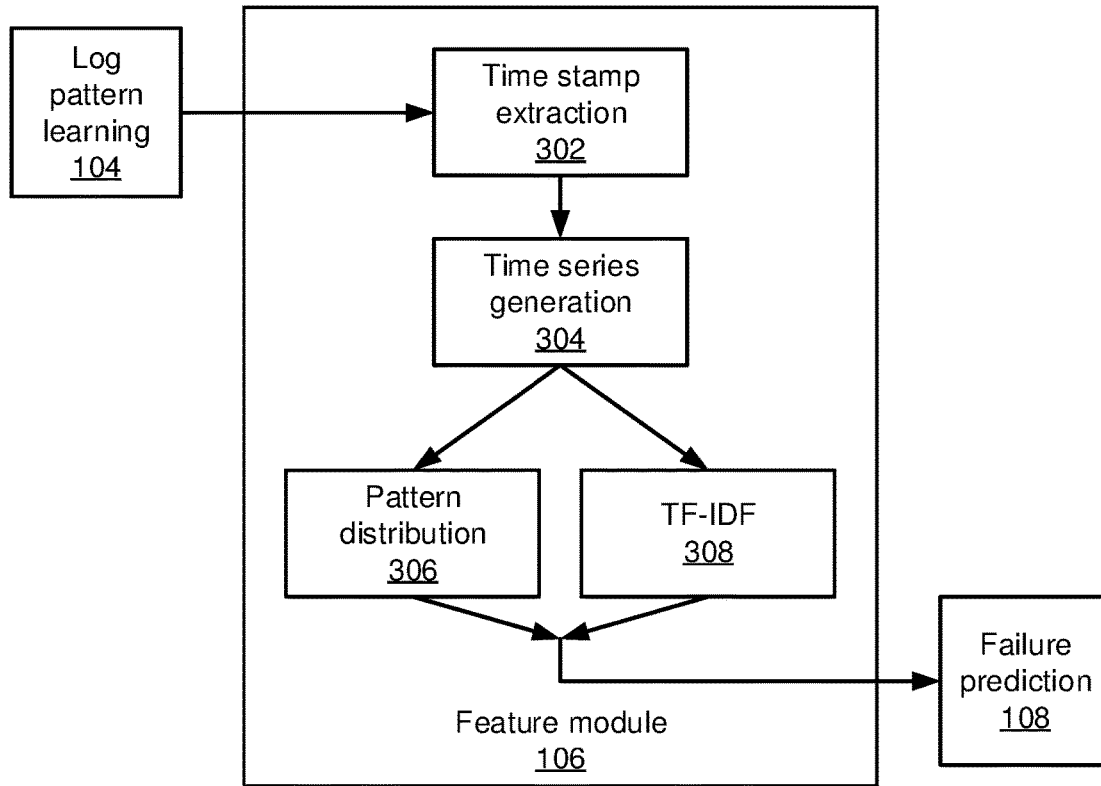 Log
pattern
learning
104
Time stamp
extraction
302
Time series
generation
304
Pattern
distribution
306
TF-IDF
308
Feature module
106
Failure
prediction
108